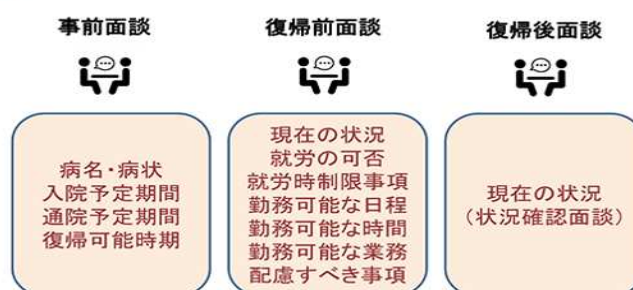 事前面談
病名・病状
入院予定期間
通院予定期間
復帰可能時期
復帰前面談
現在の状況
就労の可否
就労時制限事項
勤務可能な日程
勤務可能な時間
勤務可能な業務
配慮すべき事項
復帰後面談
現在の状況
(状況確認面談)